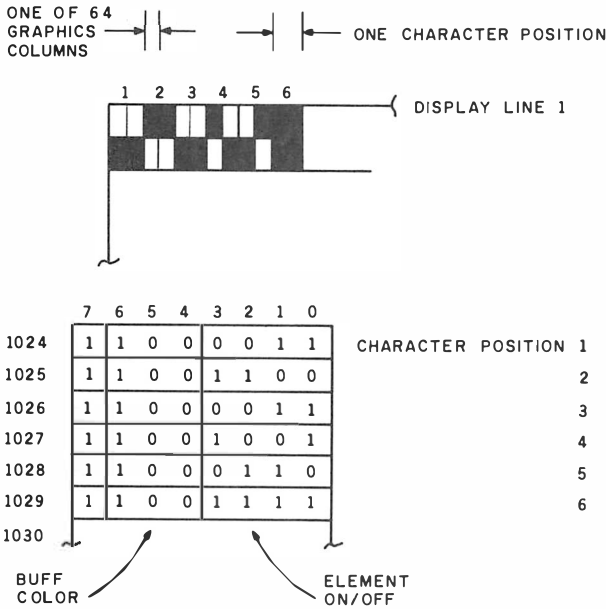 ONE OF 64
GRAPHICS
COLUMNS
ONE CHARACTER POSITION
1 2 3 4 5 6
DISPLAY LINE 1
7 6 5 4 3 2 1 0
1024 1 1 0 0 0 0 1 1 CHARACTER POSITION 1
1025 1 1 0 0 1 1 0 0 2
1026 1 1 0 0 0 0 1 1 3
1027 1 1 0 0 1 0 0 1 4
1028 1 1 0 0 0 1 1 0 5
1029 1 1 0 0 1 1 1 1 6
1030
BUFF
COLOR
ELEMENT
ON/OFF